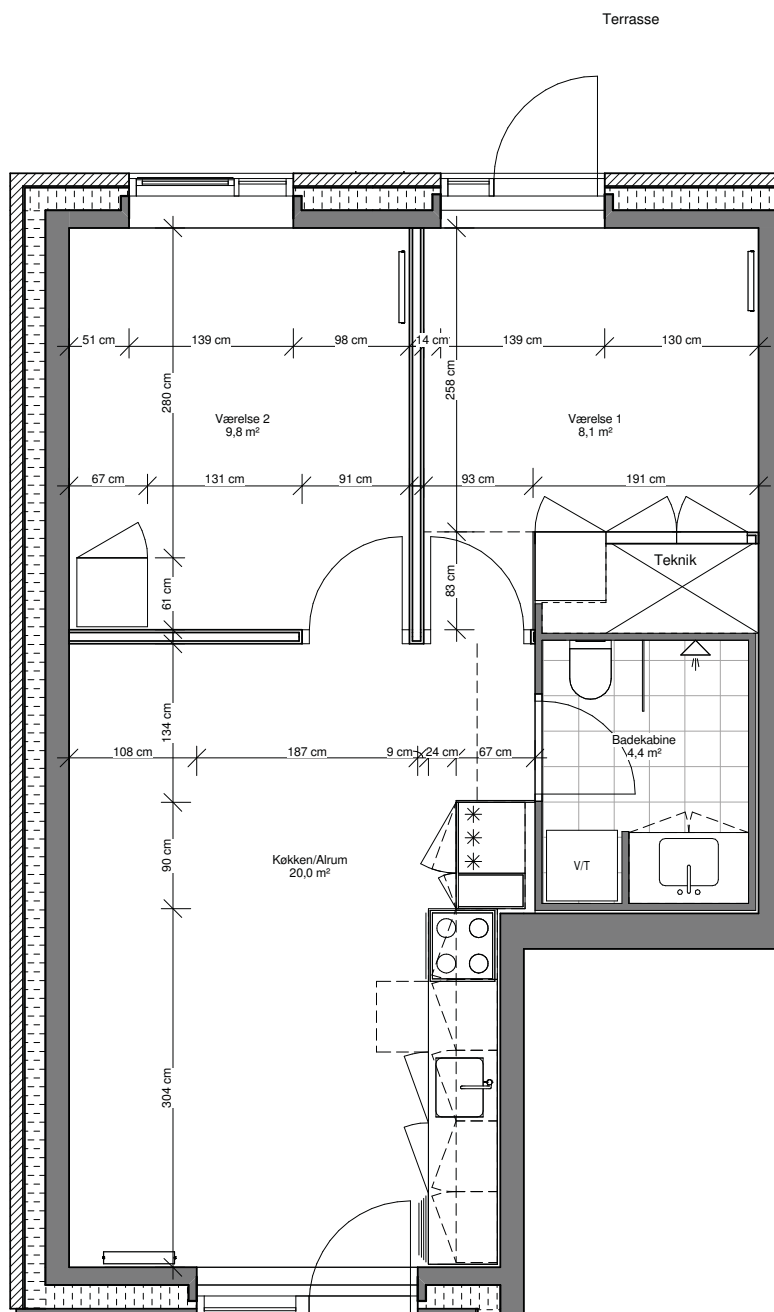 Terrasse
51 cm
139 cm
98 cm
14 cm
139 cm
130 cm
280 cm
258 cm
Værelse 2
9,8 m²
Værelse 1
8,1 m²
67 cm
131 cm
91 cm
93 cm
191 cm
Teknik
61 cm
83 cm
134 cm
108 cm
187 cm
9 cm
24 cm
67 cm
Badekabine
4,4 m²
90 cm
Køkken/Alrum
20,0 m²
V/T
304 cm